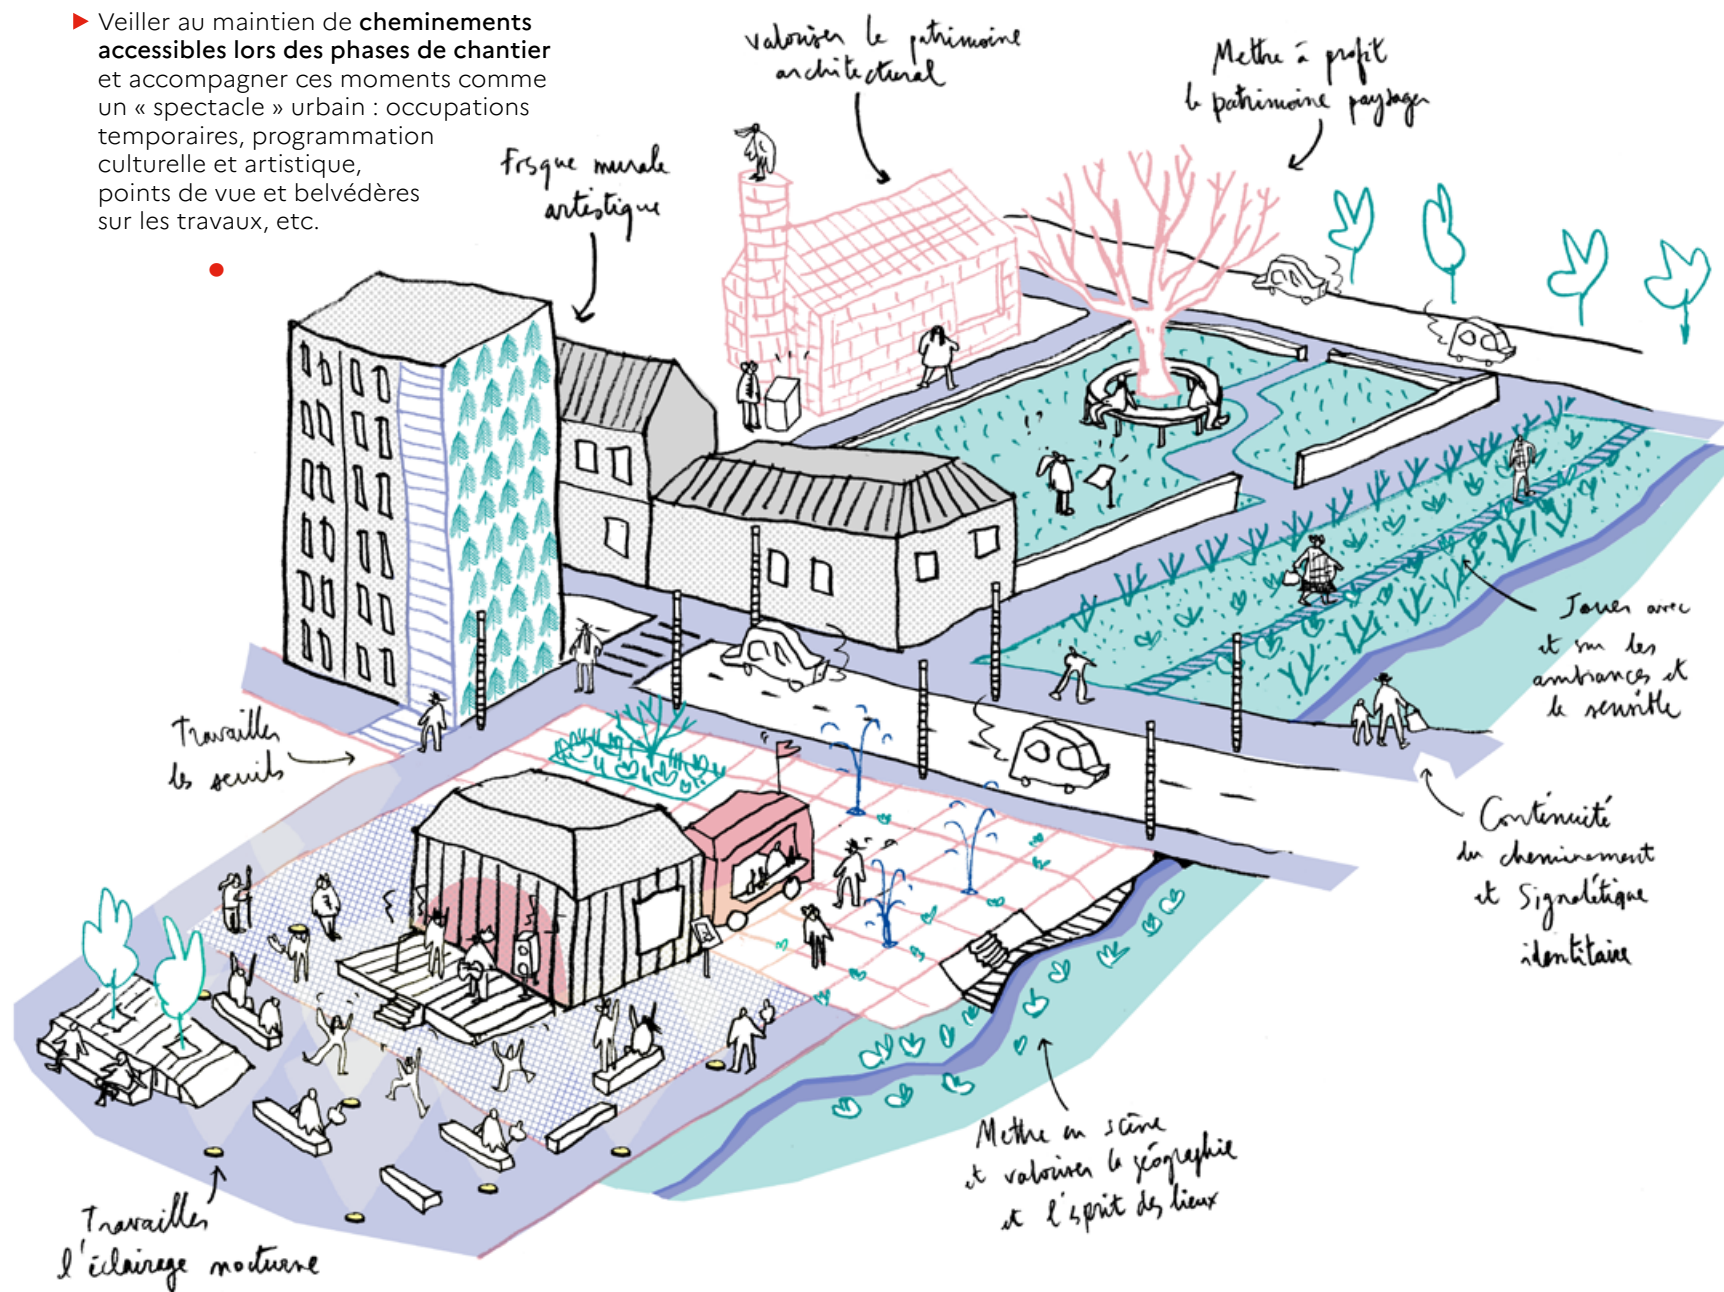 ▶ Veiller au maintien de cheminements
accessibles lors des phases de chantier
et accompagner ces moments comme
un « spectacle » urbain : occupations
temporaires, programmation
culturelle et artistique,
points de vue et belvédères
sur les travaux, etc.
valoriser le patrimoine
architectural
Mettre à profit
le patrimoine paysager
Fresque murale
artistique
Jouer avec
et sur les
ambiances et
le sensible
Travailler
les seuils
Continuité
du cheminement
et signalétique
identitaire
Mettre en scène
et valoriser la géographie
et l'esprit des lieux
Travailler
l'éclairage nocturne